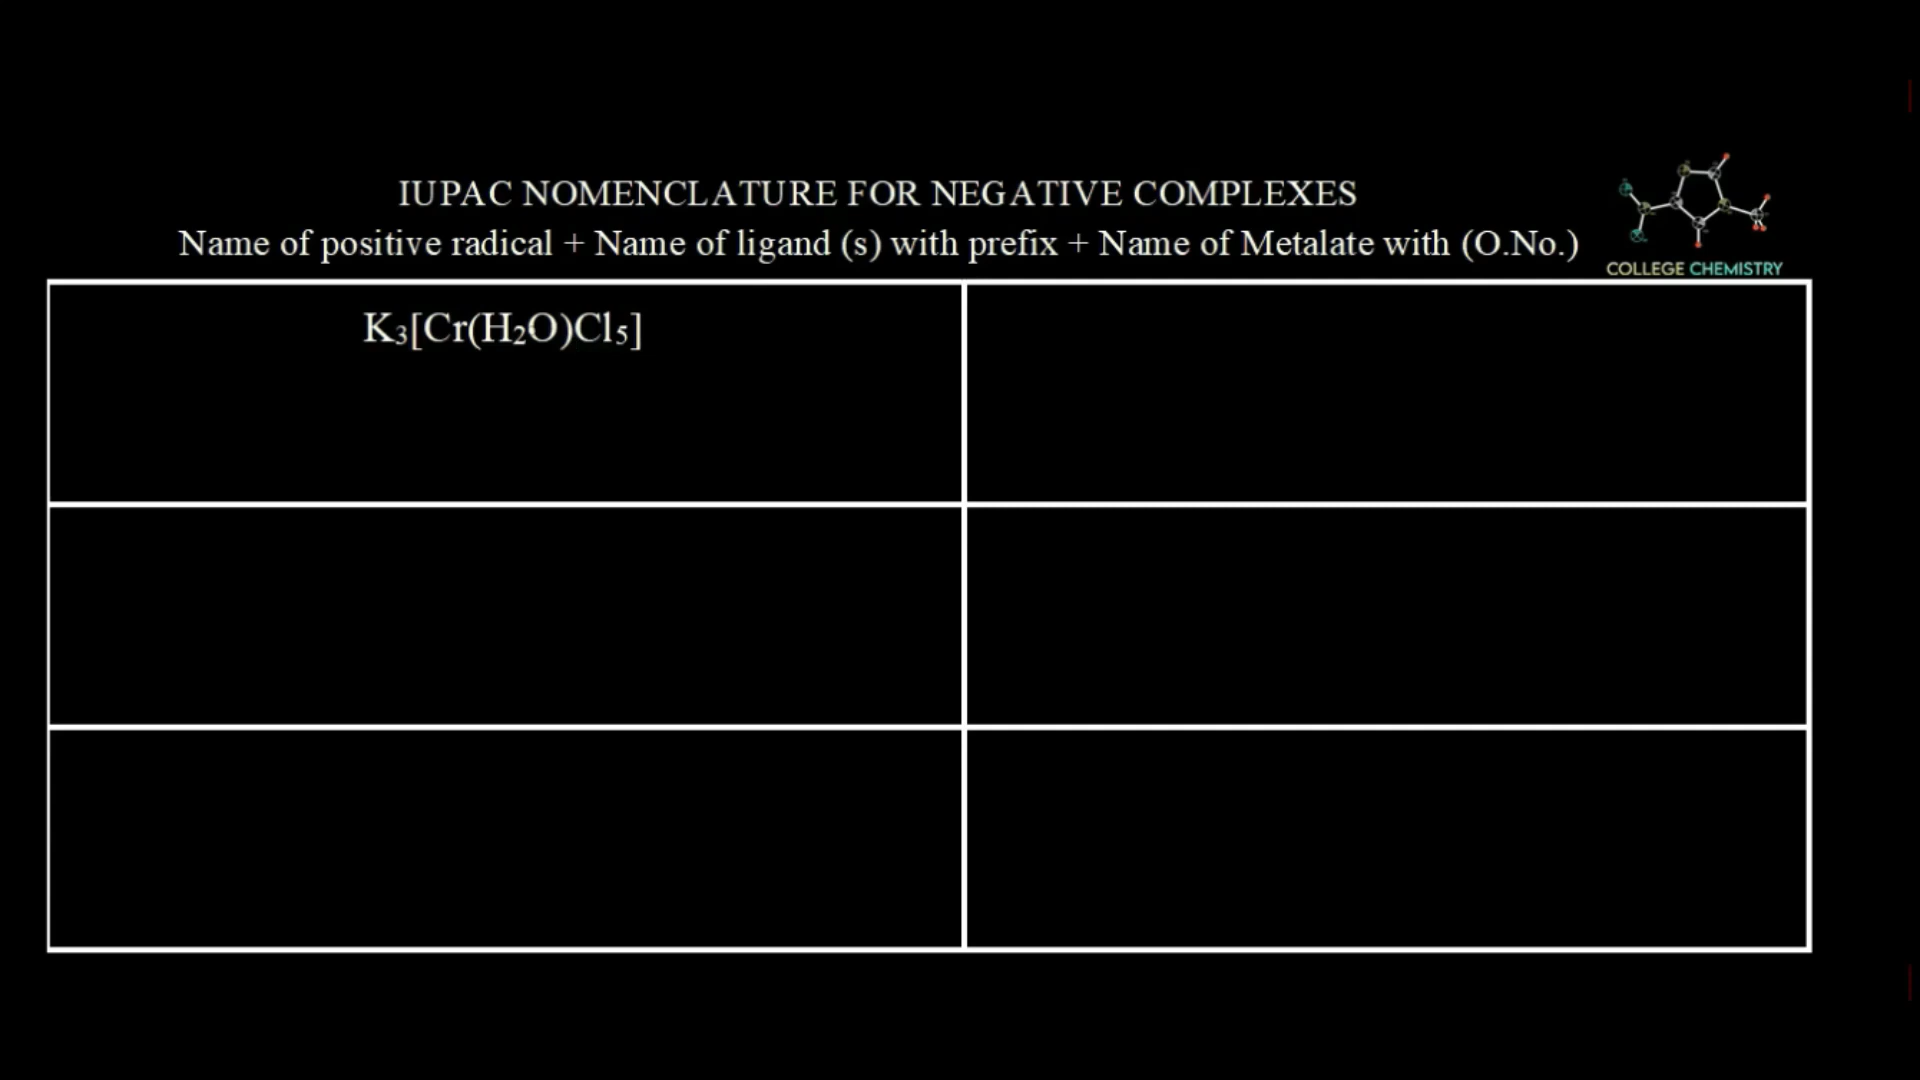 IUPAC NOMENCLATURE FOR NEGATIVE COMPLEXES
Name of positive radical + Name of ligand (s) with prefix + Name of Metalate with (O.No.)
COLLEGE CHEMISTRY
K₃[Cr(H₂O)Cl₅]